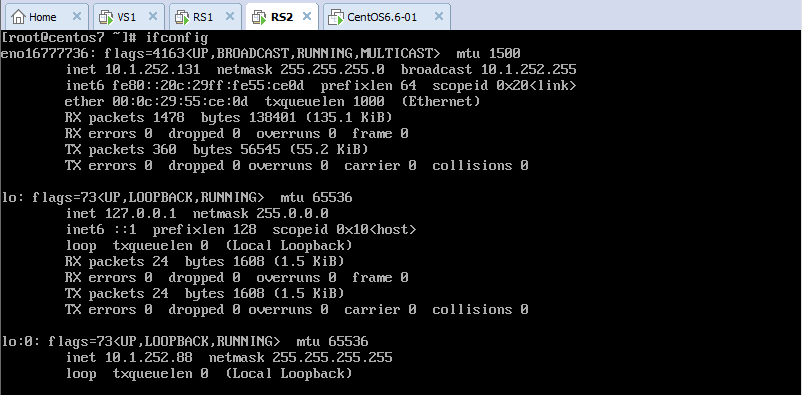 Home VS1 RS1 RS2 CentOS6.6-01
[root@centos7 ~]# ifconfig
eno16777736: flags=4163<UP,BROADCAST,RUNNING,MULTICAST>  mtu 1500
        inet 10.1.252.131  netmask 255.255.255.0  broadcast 10.1.252.255
        inet6 fe80::20c:29ff:fe55:ce0d  prefixlen 64  scopeid 0x20<link>
        ether 00:0c:29:55:ce:0d  txqueuelen 1000  (Ethernet)
        RX packets 1478  bytes 138401 (135.1 KiB)
        RX errors 0  dropped 0  overruns 0  frame 0
        TX packets 360  bytes 56545 (55.2 KiB)
        TX errors 0  dropped 0 overruns 0  carrier 0  collisions 0

lo: flags=73<UP,LOOPBACK,RUNNING>  mtu 65536
        inet 127.0.0.1  netmask 255.0.0.0
        inet6 ::1  prefixlen 128  scopeid 0x10<host>
        loop  txqueuelen 0  (Local Loopback)
        RX packets 24  bytes 1608 (1.5 KiB)
        RX errors 0  dropped 0  overruns 0  frame 0
        TX packets 24  bytes 1608 (1.5 KiB)
        TX errors 0  dropped 0 overruns 0  carrier 0  collisions 0

lo:0: flags=73<UP,LOOPBACK,RUNNING>  mtu 65536
        inet 10.1.252.88  netmask 255.255.255.255
        loop  txqueuelen 0  (Local Loopback)